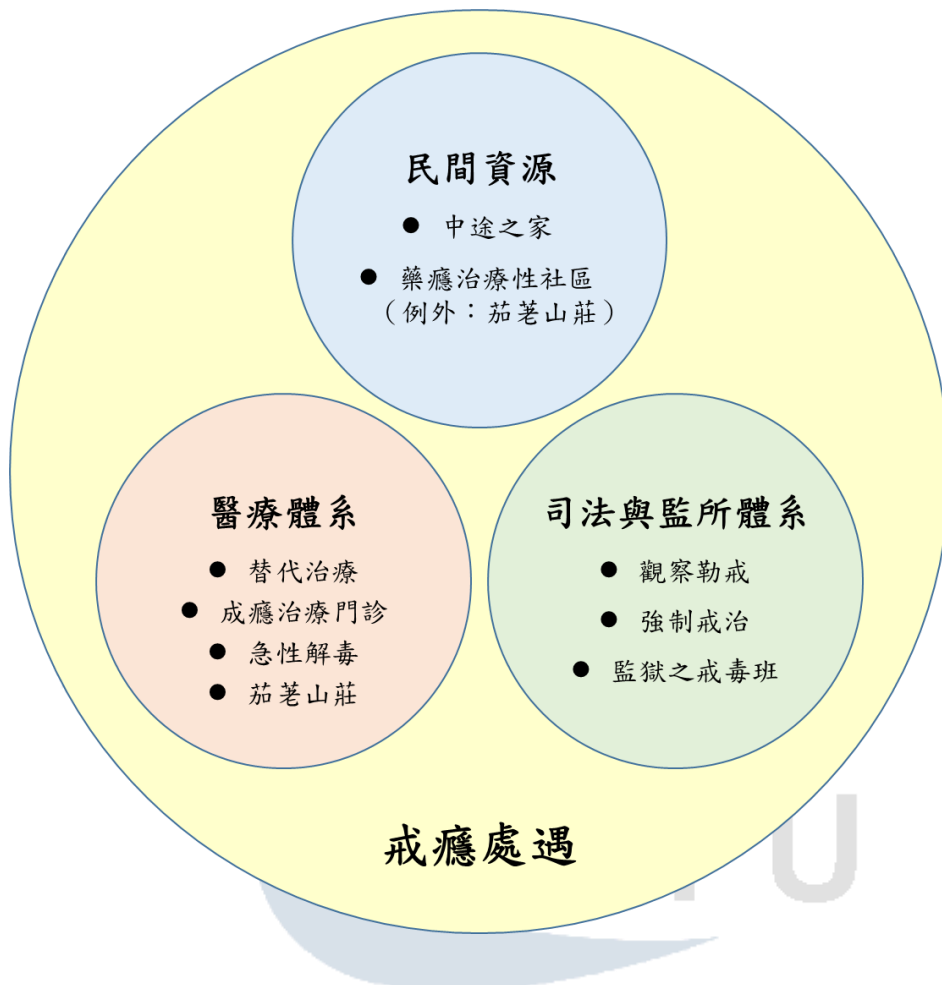 民間資源
● 中途之家
● 藥癮治療性社區
（例外：茄荖山莊）
醫療體系
● 替代治療
● 成癮治療門診
● 急性解毒
● 茄荖山莊
司法與監所體系
● 觀察勒戒
● 強制戒治
● 監獄之戒毒班
戒癮處遇